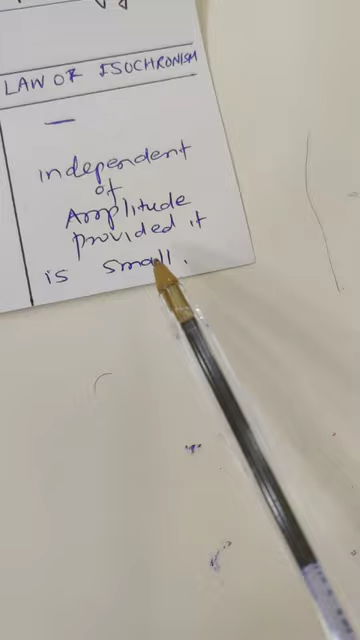 LAW OF ISOCHRONISM
—
independent
of
Amplitude
provided it
is small.